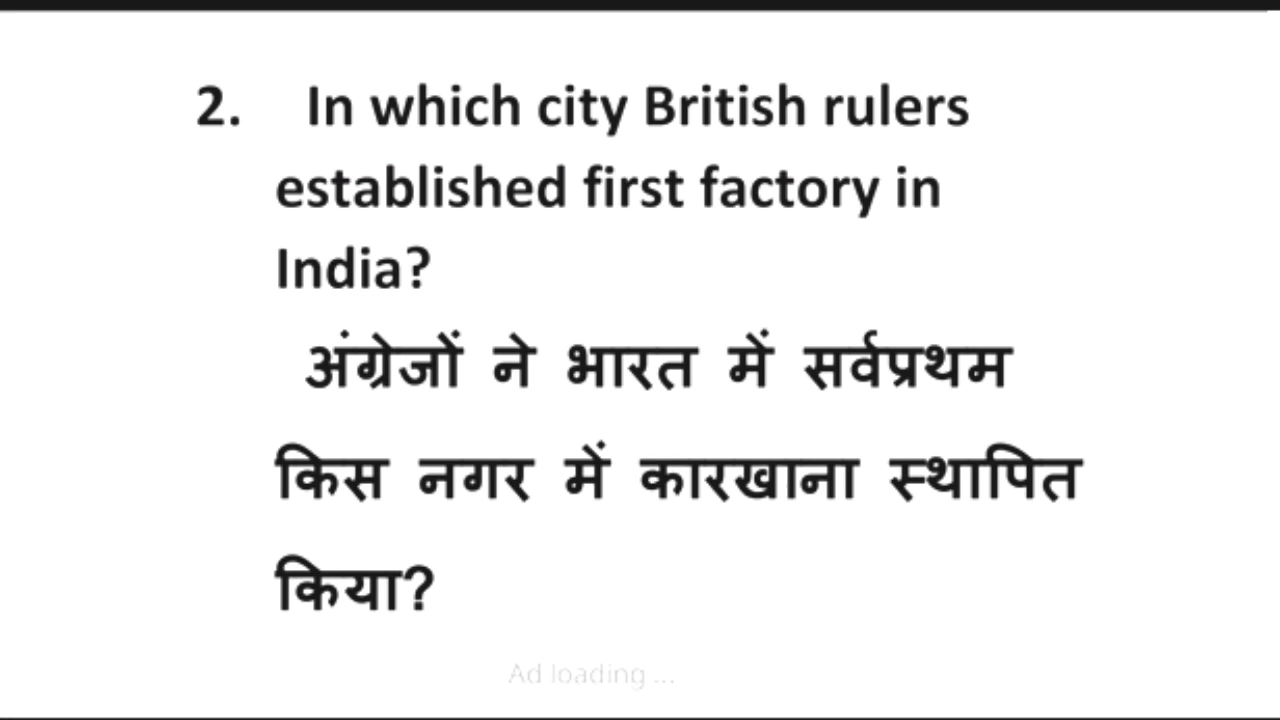 2. In which city British rulers
established first factory in
India?
अंग्रेजों ने भारत में सर्वप्रथम
किस नगर में कारखाना स्थापित
किया?
Ad loading ...